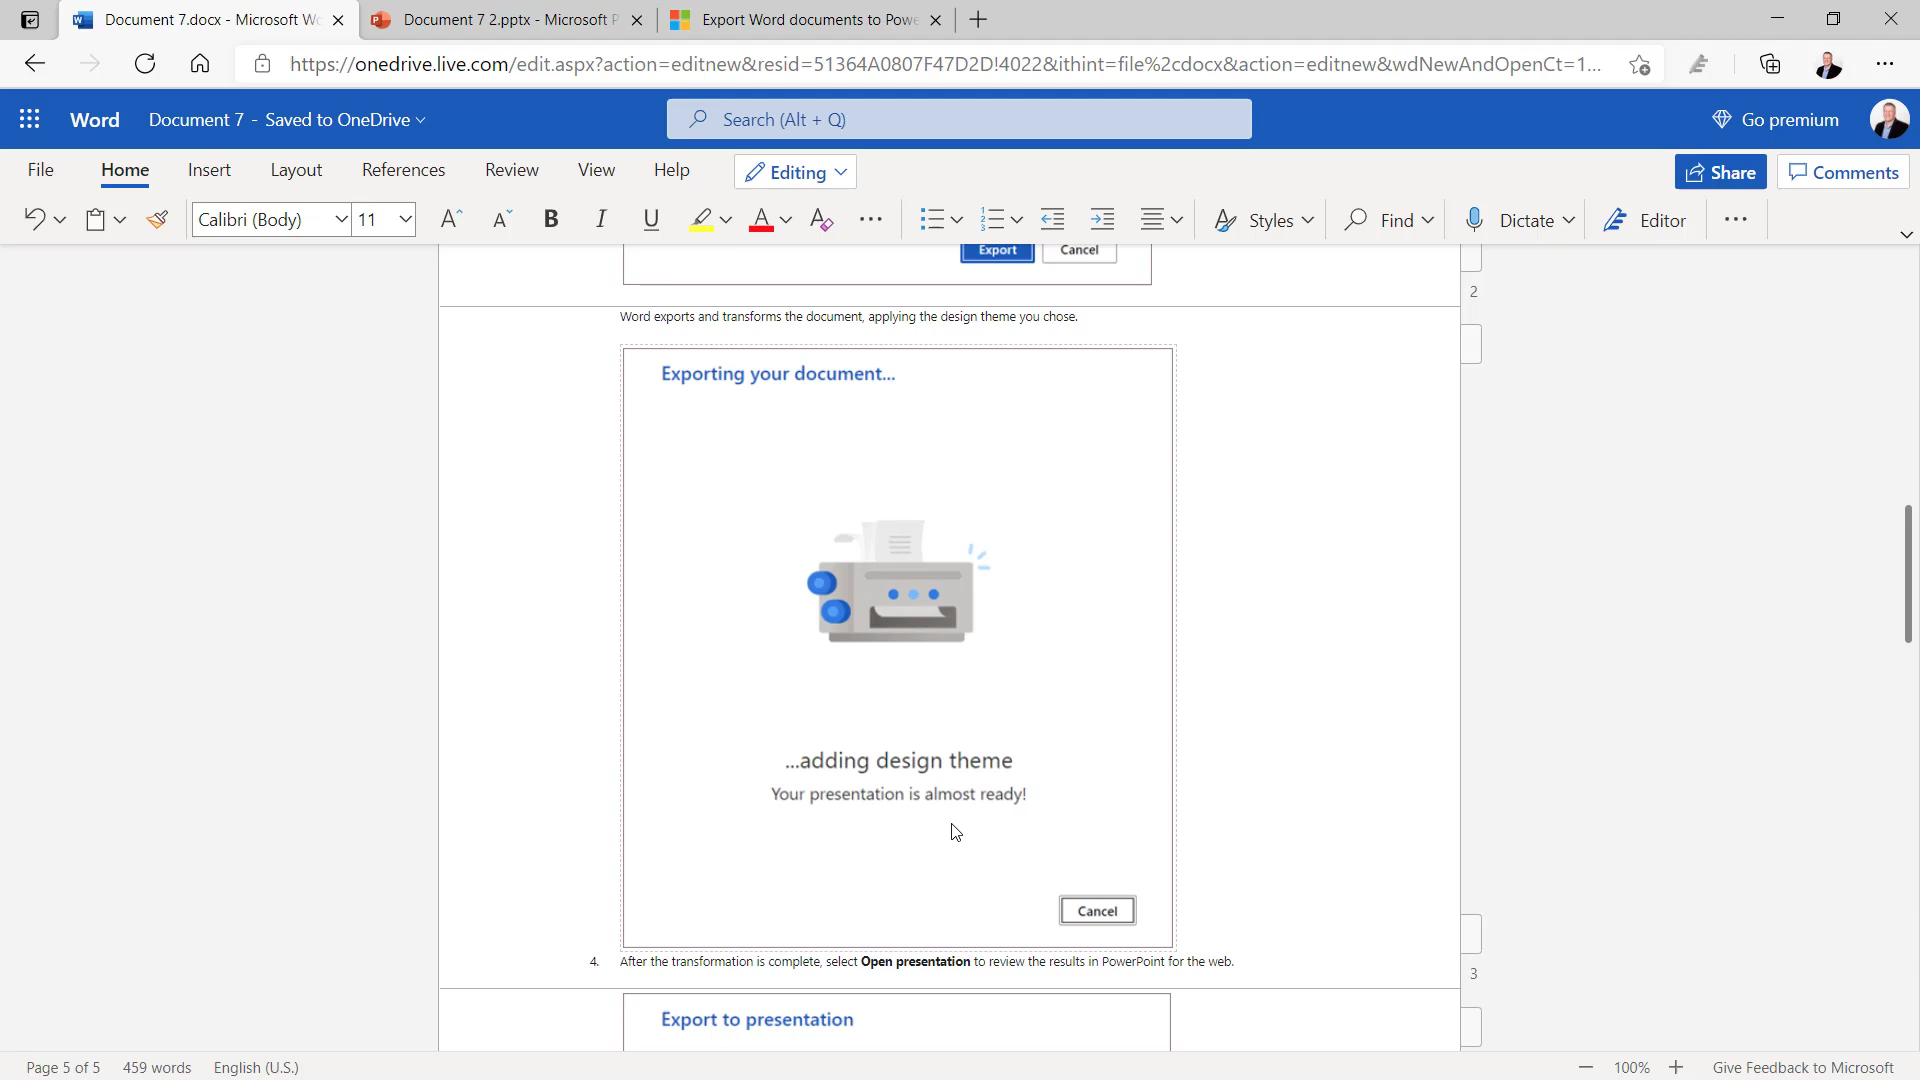 Document 7.docx - Microsoft Wo
Document 7 2.pptx - Microsoft P
Export Word documents to Powe
https://onedrive.live.com/edit.aspx?action=editnew&resid=51364A0807F47D2D!4022&ithint=file%2cdocx&action=editnew&wdNewAndOpenCt=1...
Word
Document 7 - Saved to OneDrive
Search (Alt + Q)
Go premium
File Home Insert Layout References Review View Help Editing Share Comments
Calibri (Body) 11 A A B I U A A Styles Find Dictate Editor
Export Cancel
2
Word exports and transforms the document, applying the design theme you chose.
Exporting your document...
...adding design theme
Your presentation is almost ready!
Cancel
4. After the transformation is complete, select Open presentation to review the results in PowerPoint for the web.
3
Export to presentation
Page 5 of 5 459 words English (U.S.) 100% Give Feedback to Microsoft